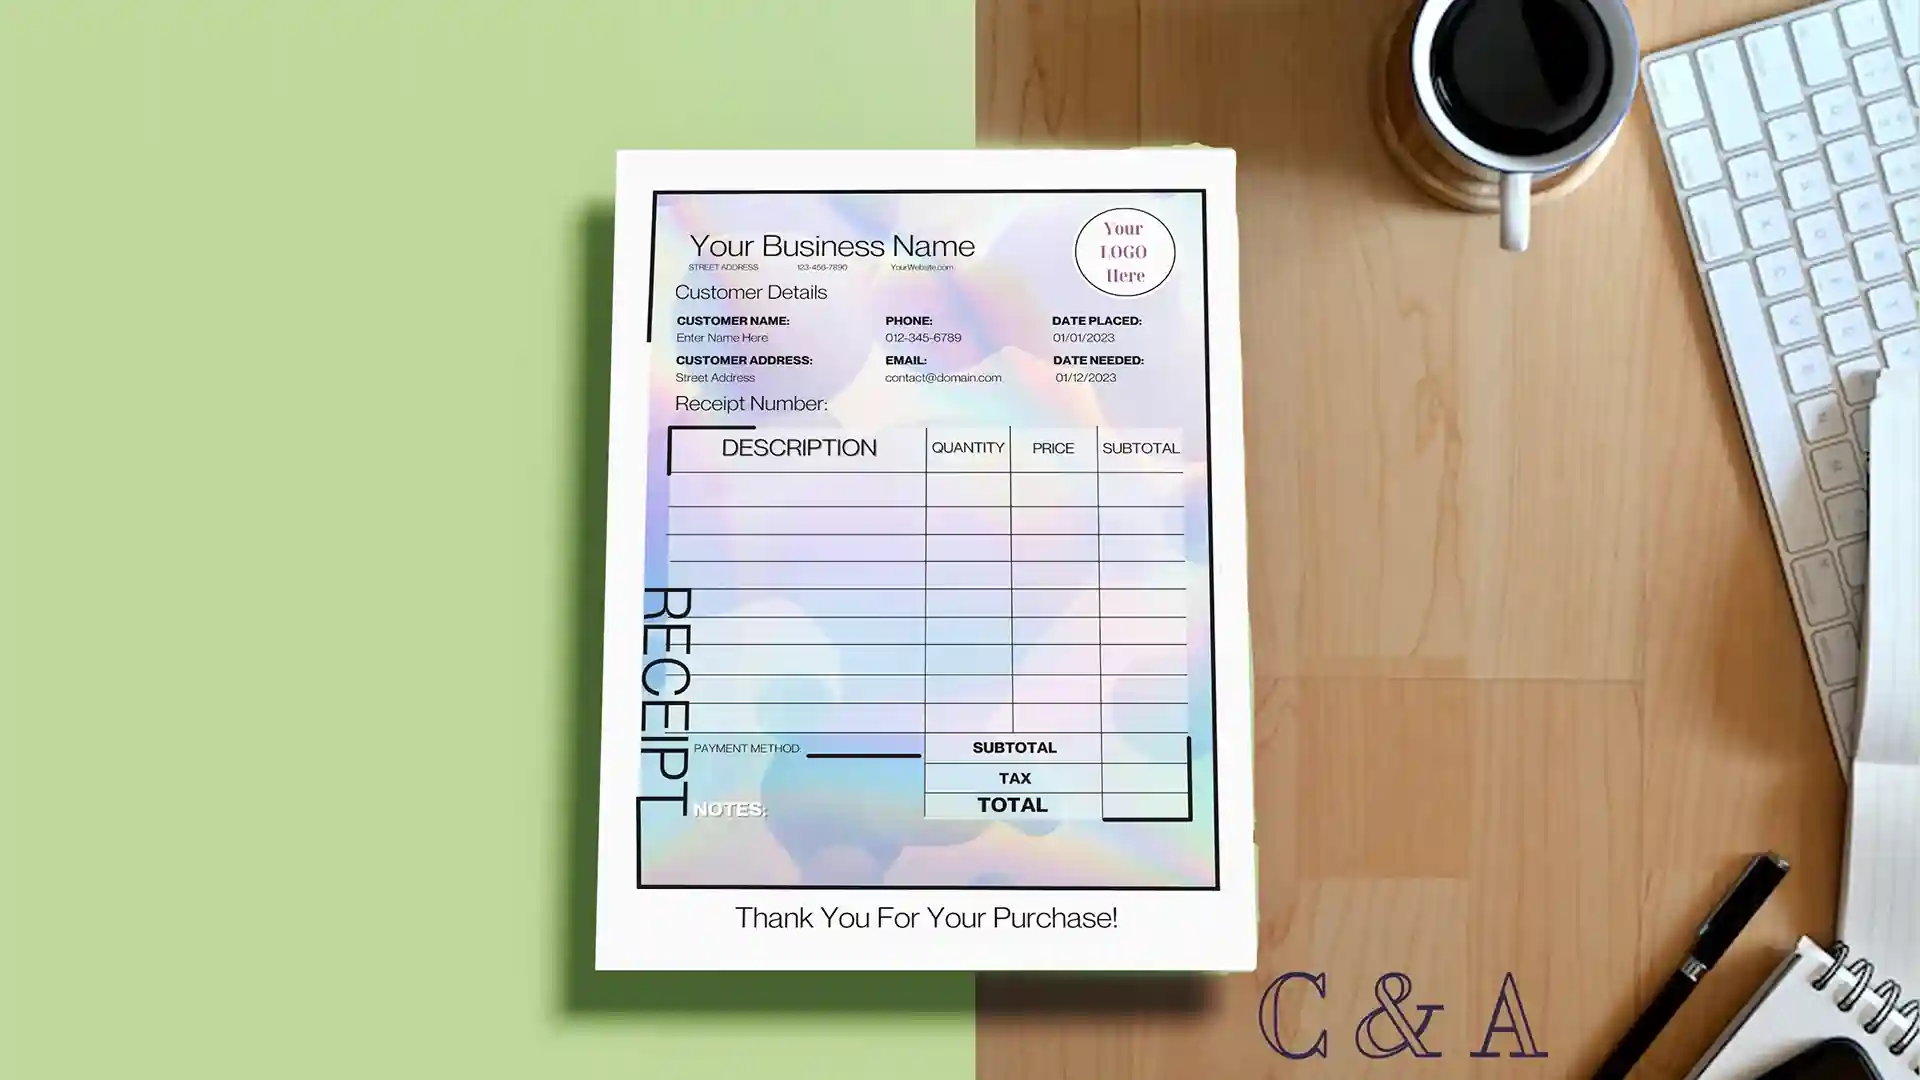 Your Business Name
STREET ADDRESS 123-456-7890 YourWebsite.com
Your
LOGO
Here
Customer Details
CUSTOMER NAME: PHONE: DATE PLACED:
Enter Name Here 012-345-6789 01/01/2023
CUSTOMER ADDRESS: EMAIL: DATE NEEDED:
Street Address contact@domain.com 01/12/2023
Receipt Number:
DESCRIPTION QUANTITY PRICE SUBTOTAL
RECEIPT
PAYMENT METHOD: SUBTOTAL
TAX
NOTES: TOTAL
Thank You For Your Purchase!
C & A